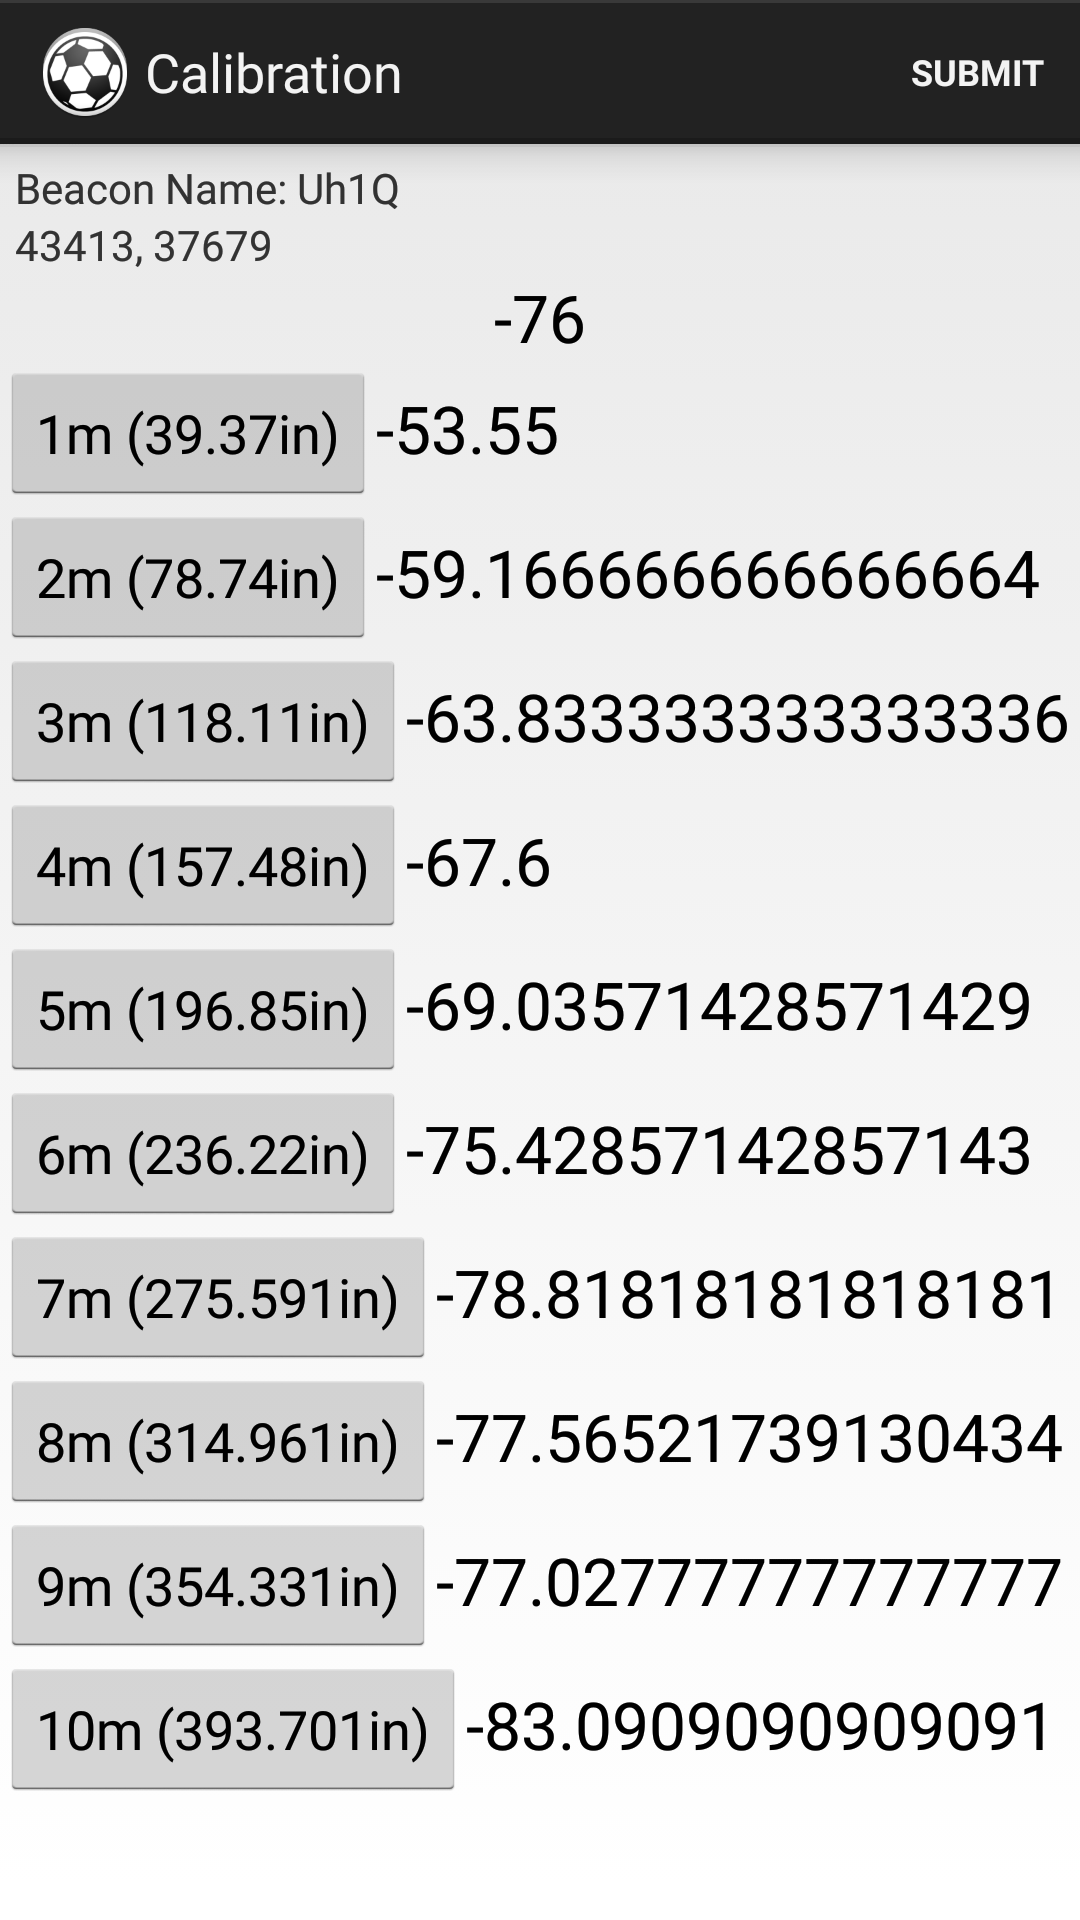 Calibration SUBMIT
Beacon Name: Uh1Q
43413, 37679
-76
1m (39.37in) -53.55
2m (78.74in) -59.166666666666664
3m (118.11in) -63.833333333333336
4m (157.48in) -67.6
5m (196.85in) -69.03571428571429
6m (236.22in) -75.42857142857143
7m (275.591in) -78.81818181818181
8m (314.961in) -77.56521739130434
9m (354.331in) -77.02777777777777
10m (393.701in) -83.0909090909091